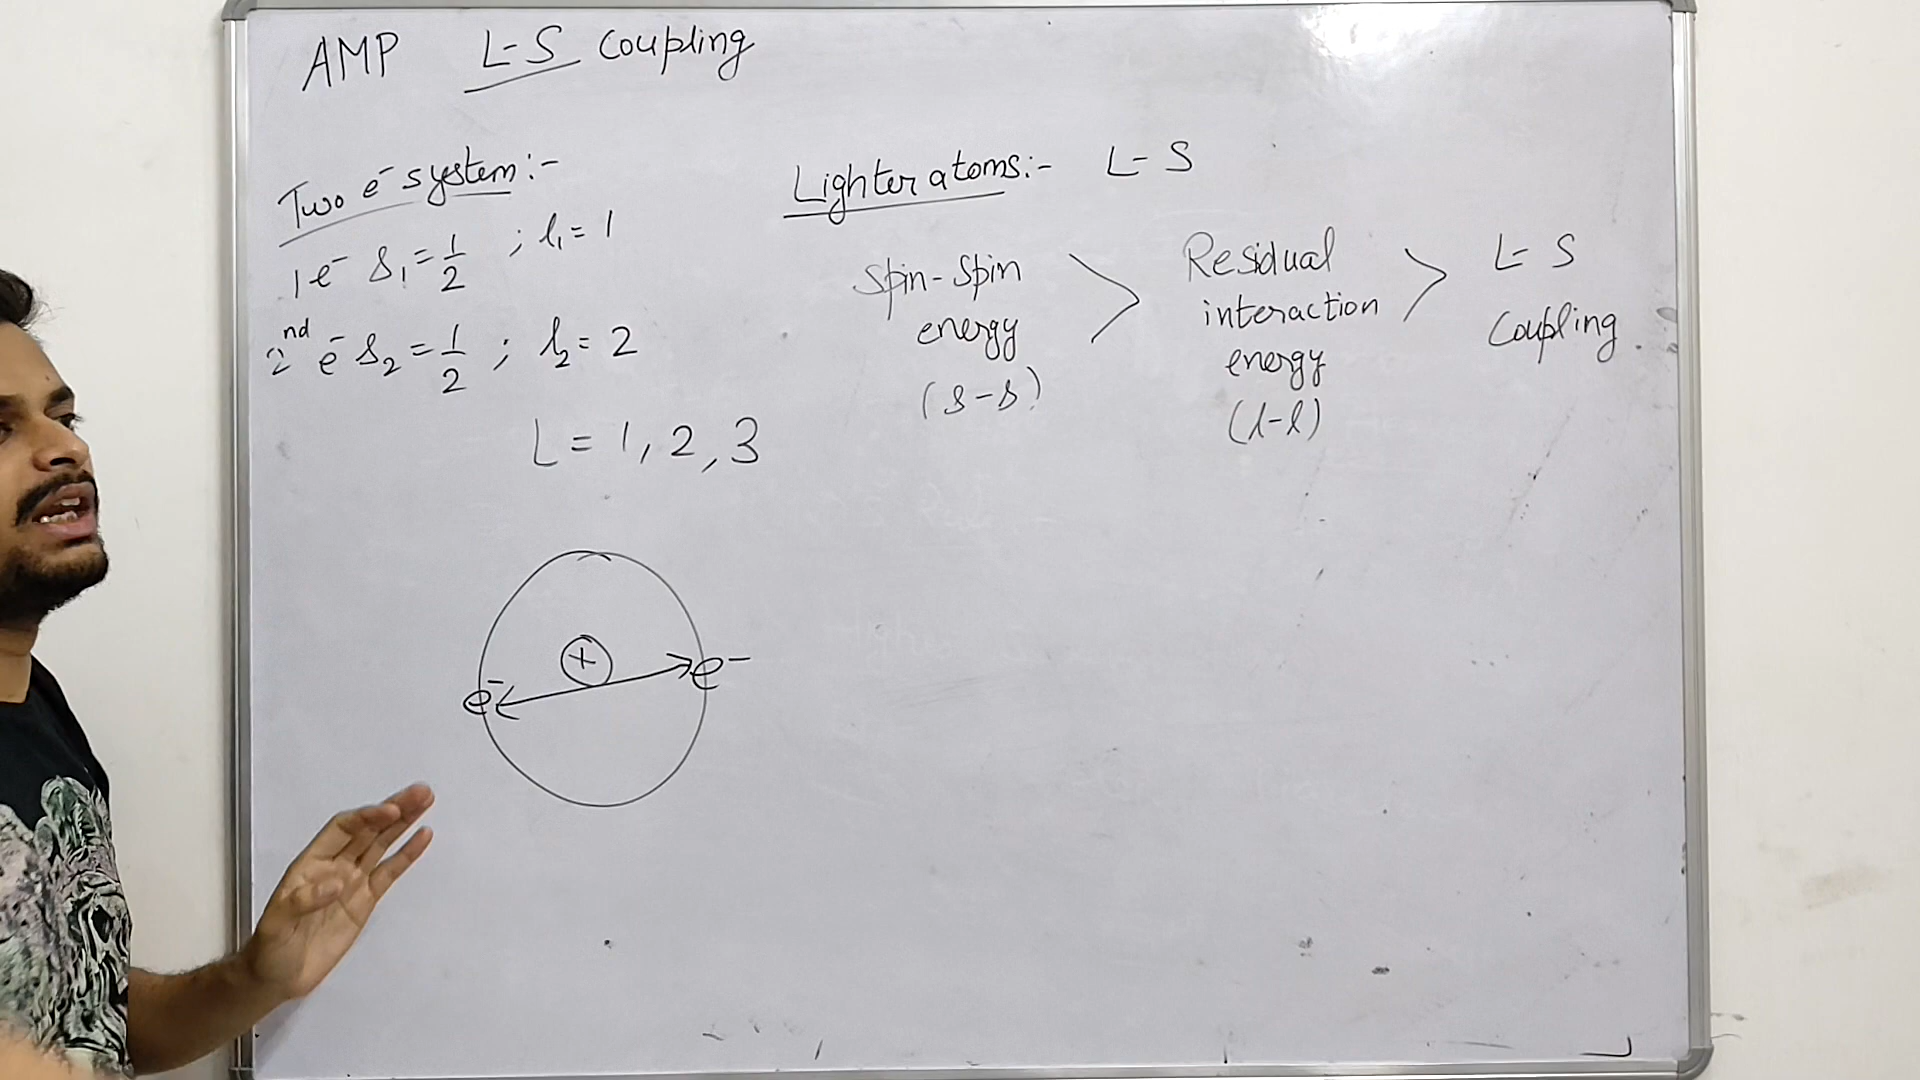 AMP L-S Coupling
Two e⁻ system:-
1e⁻ s₁ = 1/2 ; l₁ = 1
2nd e⁻ s₂ = 1/2 ; l₂ = 2
L = 1, 2, 3
+
e⁻
e⁻
Lighter atoms:- L-S
Spin-Spin energy (s-s) > Residual interaction energy (l-l) > L-S Coupling